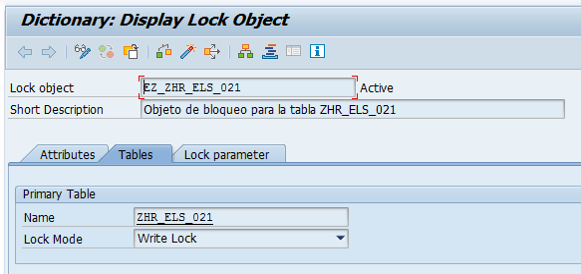 Dictionary: Display Lock Object
Lock object EZ_ZHR_ELS_021 Active
Short Description Objeto de bloqueo para la tabla ZHR_ELS_021
Attributes Tables Lock parameter
Primary Table
Name ZHR_ELS_021
Lock Mode Write Lock